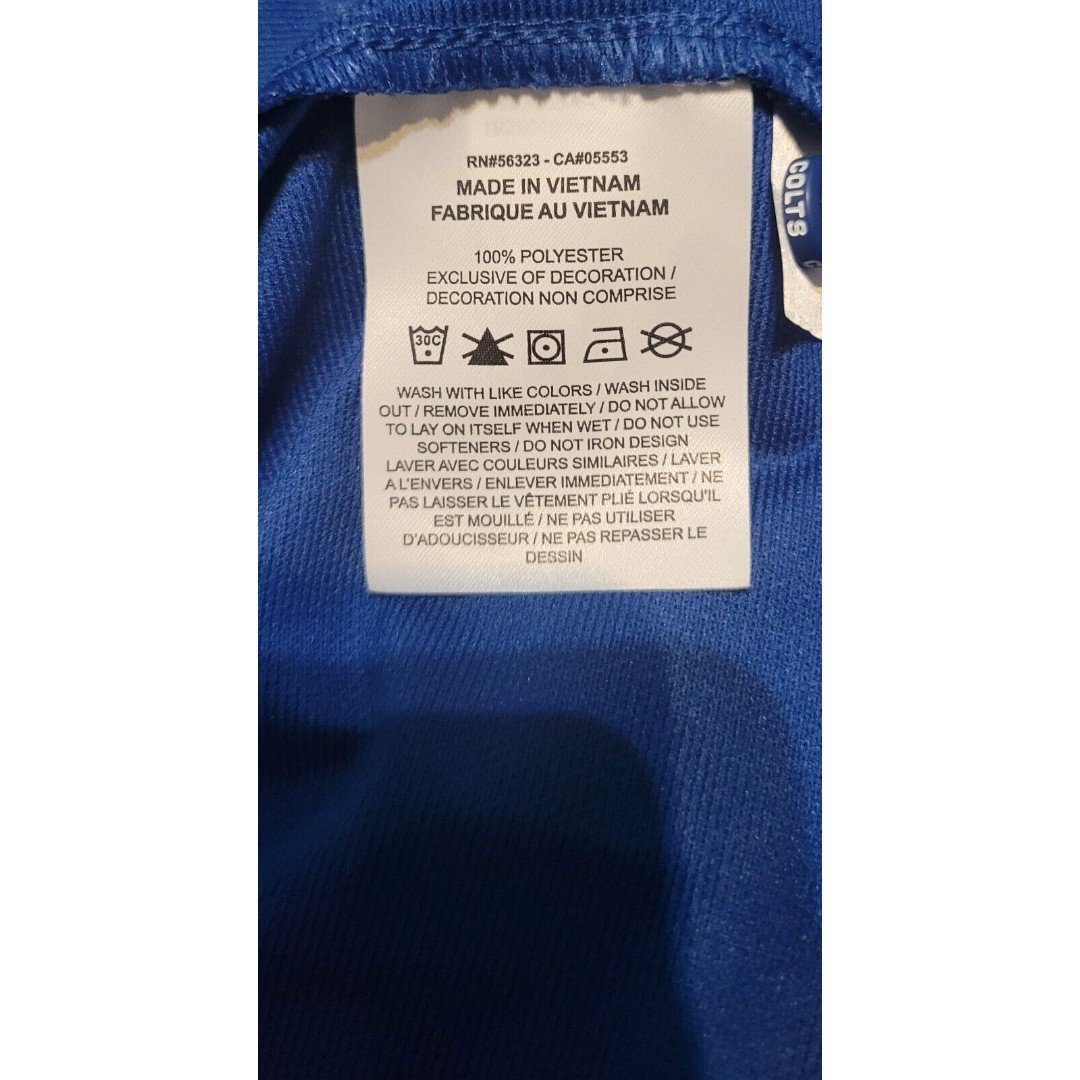 RN#56323 - CA#05553
MADE IN VIETNAM
FABRIQUE AU VIETNAM
100% POLYESTER
EXCLUSIVE OF DECORATION /
DECORATION NON COMPRISE
30C
WASH WITH LIKE COLORS / WASH INSIDE
OUT / REMOVE IMMEDIATELY / DO NOT ALLOW
TO LAY ON ITSELF WHEN WET / DO NOT USE
SOFTENERS / DO NOT IRON DESIGN
LAVER AVEC COULEURS SIMILAIRES / LAVER
A L'ENVERS / ENLEVER IMMEDIATEMENT / NE
PAS LAISSER LE VÊTEMENT PLIÉ LORSQU'IL
EST MOUILLÉ / NE PAS UTILISER
D'ADOUCISSEUR / NE PAS REPASSER LE
DESSIN
COLTS